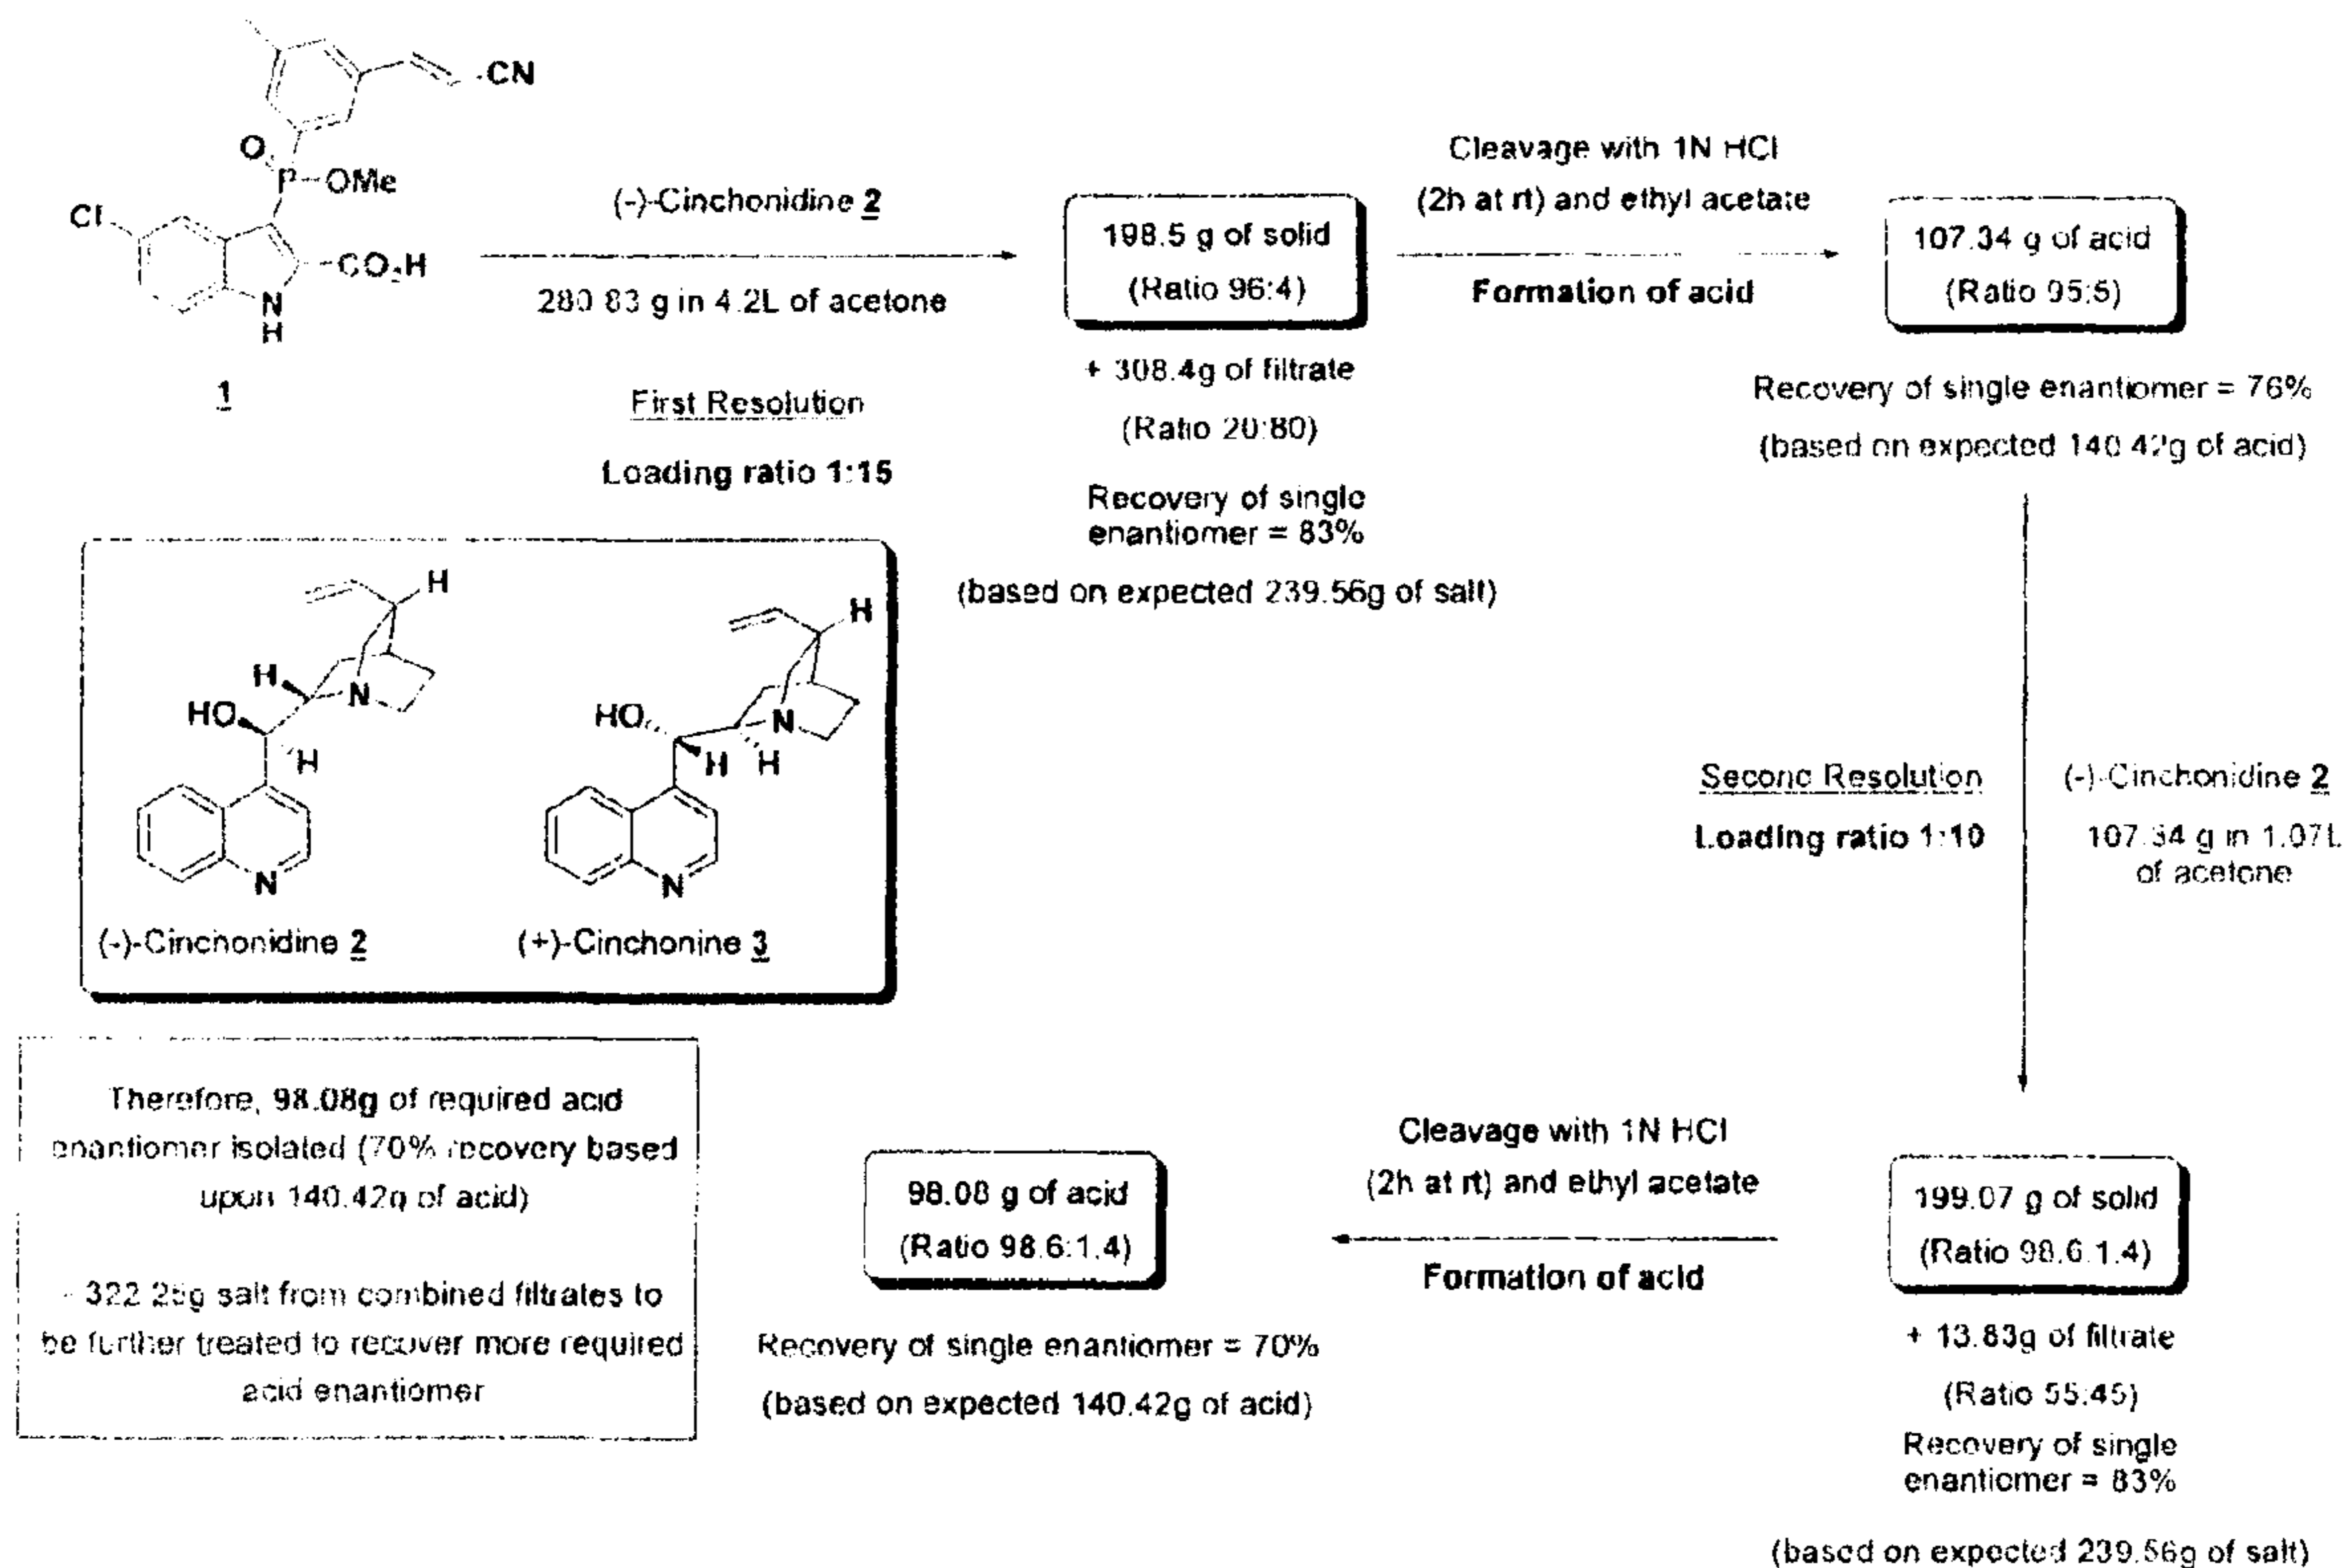 CN
O
P-OMe
Cl
CO2H
N
H
1
(-)-Cinchonidine 2
280.83 g in 4.2L of acetone
First Resolution
Loading ratio 1:15
198.5 g of solid
(Ratio 96:4)
+ 308.4g of filtrate
(Ratio 20:80)
Recovery of single
enantiomer = 83%
(based on expected 239.56g of salt)
Cleavage with 1N HCl
(2h at rt) and ethyl acetate
Formation of acid
107.34 g of acid
(Ratio 95:5)
Recovery of single enantiomer = 76%
(based on expected 140.42g of acid)
H
H
N
HO
H
N
(-)-Cinchonidine 2
H
HO
N
H
H
N
(+)-Cinchonine 3
Second Resolution
Loading ratio 1:10
(-)-Cinchonidine 2
107.34 g in 1.07L
of acetone
199.07 g of solid
(Ratio 98.6:1.4)
+ 13.83g of filtrate
(Ratio 55:45)
Recovery of single
enantiomer = 83%
(based on expected 239.56g of salt)
Cleavage with 1N HCl
(2h at rt) and ethyl acetate
Formation of acid
98.08 g of acid
(Ratio 98.6:1.4)
Recovery of single enantiomer = 70%
(based on expected 140.42g of acid)
Therefore, 98.08g of required acid
enantiomer isolated (70% recovery based
upon 140.42g of acid)
- 322.25g salt from combined filtrates to
be further treated to recover more required
acid enantiomer